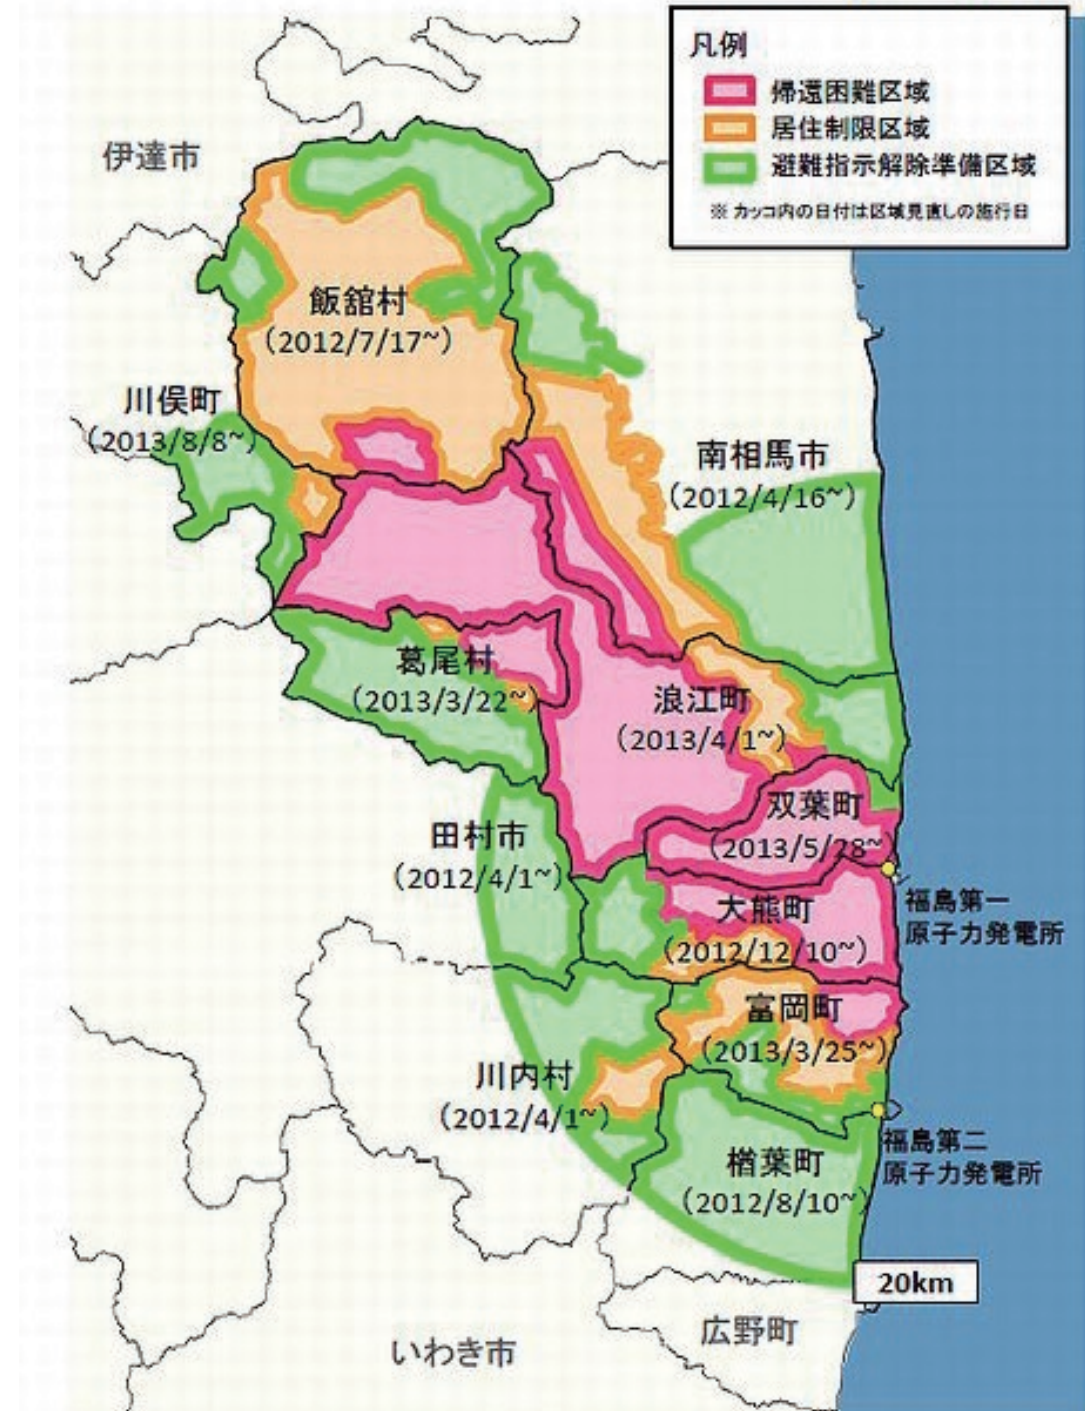 凡例
帰還困難区域
居住制限区域
避難指示解除準備区域
※ カッコ内の日付は区域見直しの施行日
伊達市
飯舘村
（2012/7/17~）
川俣町
（2013/8/8~）
南相馬市
（2012/4/16~）
葛尾村
（2013/3/22~）
浪江町
（2013/4/1~）
双葉町
（2013/5/28~）
田村市
（2012/4/1~）
大熊町
（2012/12/10~）
福島第一
原子力発電所
富岡町
（2013/3/25~）
川内村
（2012/4/1~）
福島第二
原子力発電所
楢葉町
（2012/8/10~）
20km
広野町
いわき市